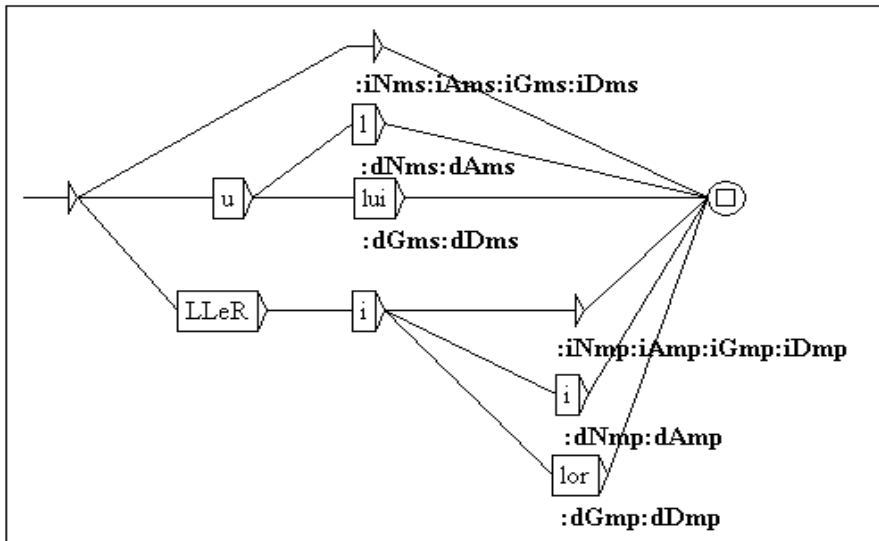 :iNms:iAms:iGms:iDms
l
:dNms:dAms
u lui
:dGms:dDms
LLeR i
:iNmp:iAmp:iGmp:iDmp
i
:dNmp:dAmp
lor
:dGmp:dDmp